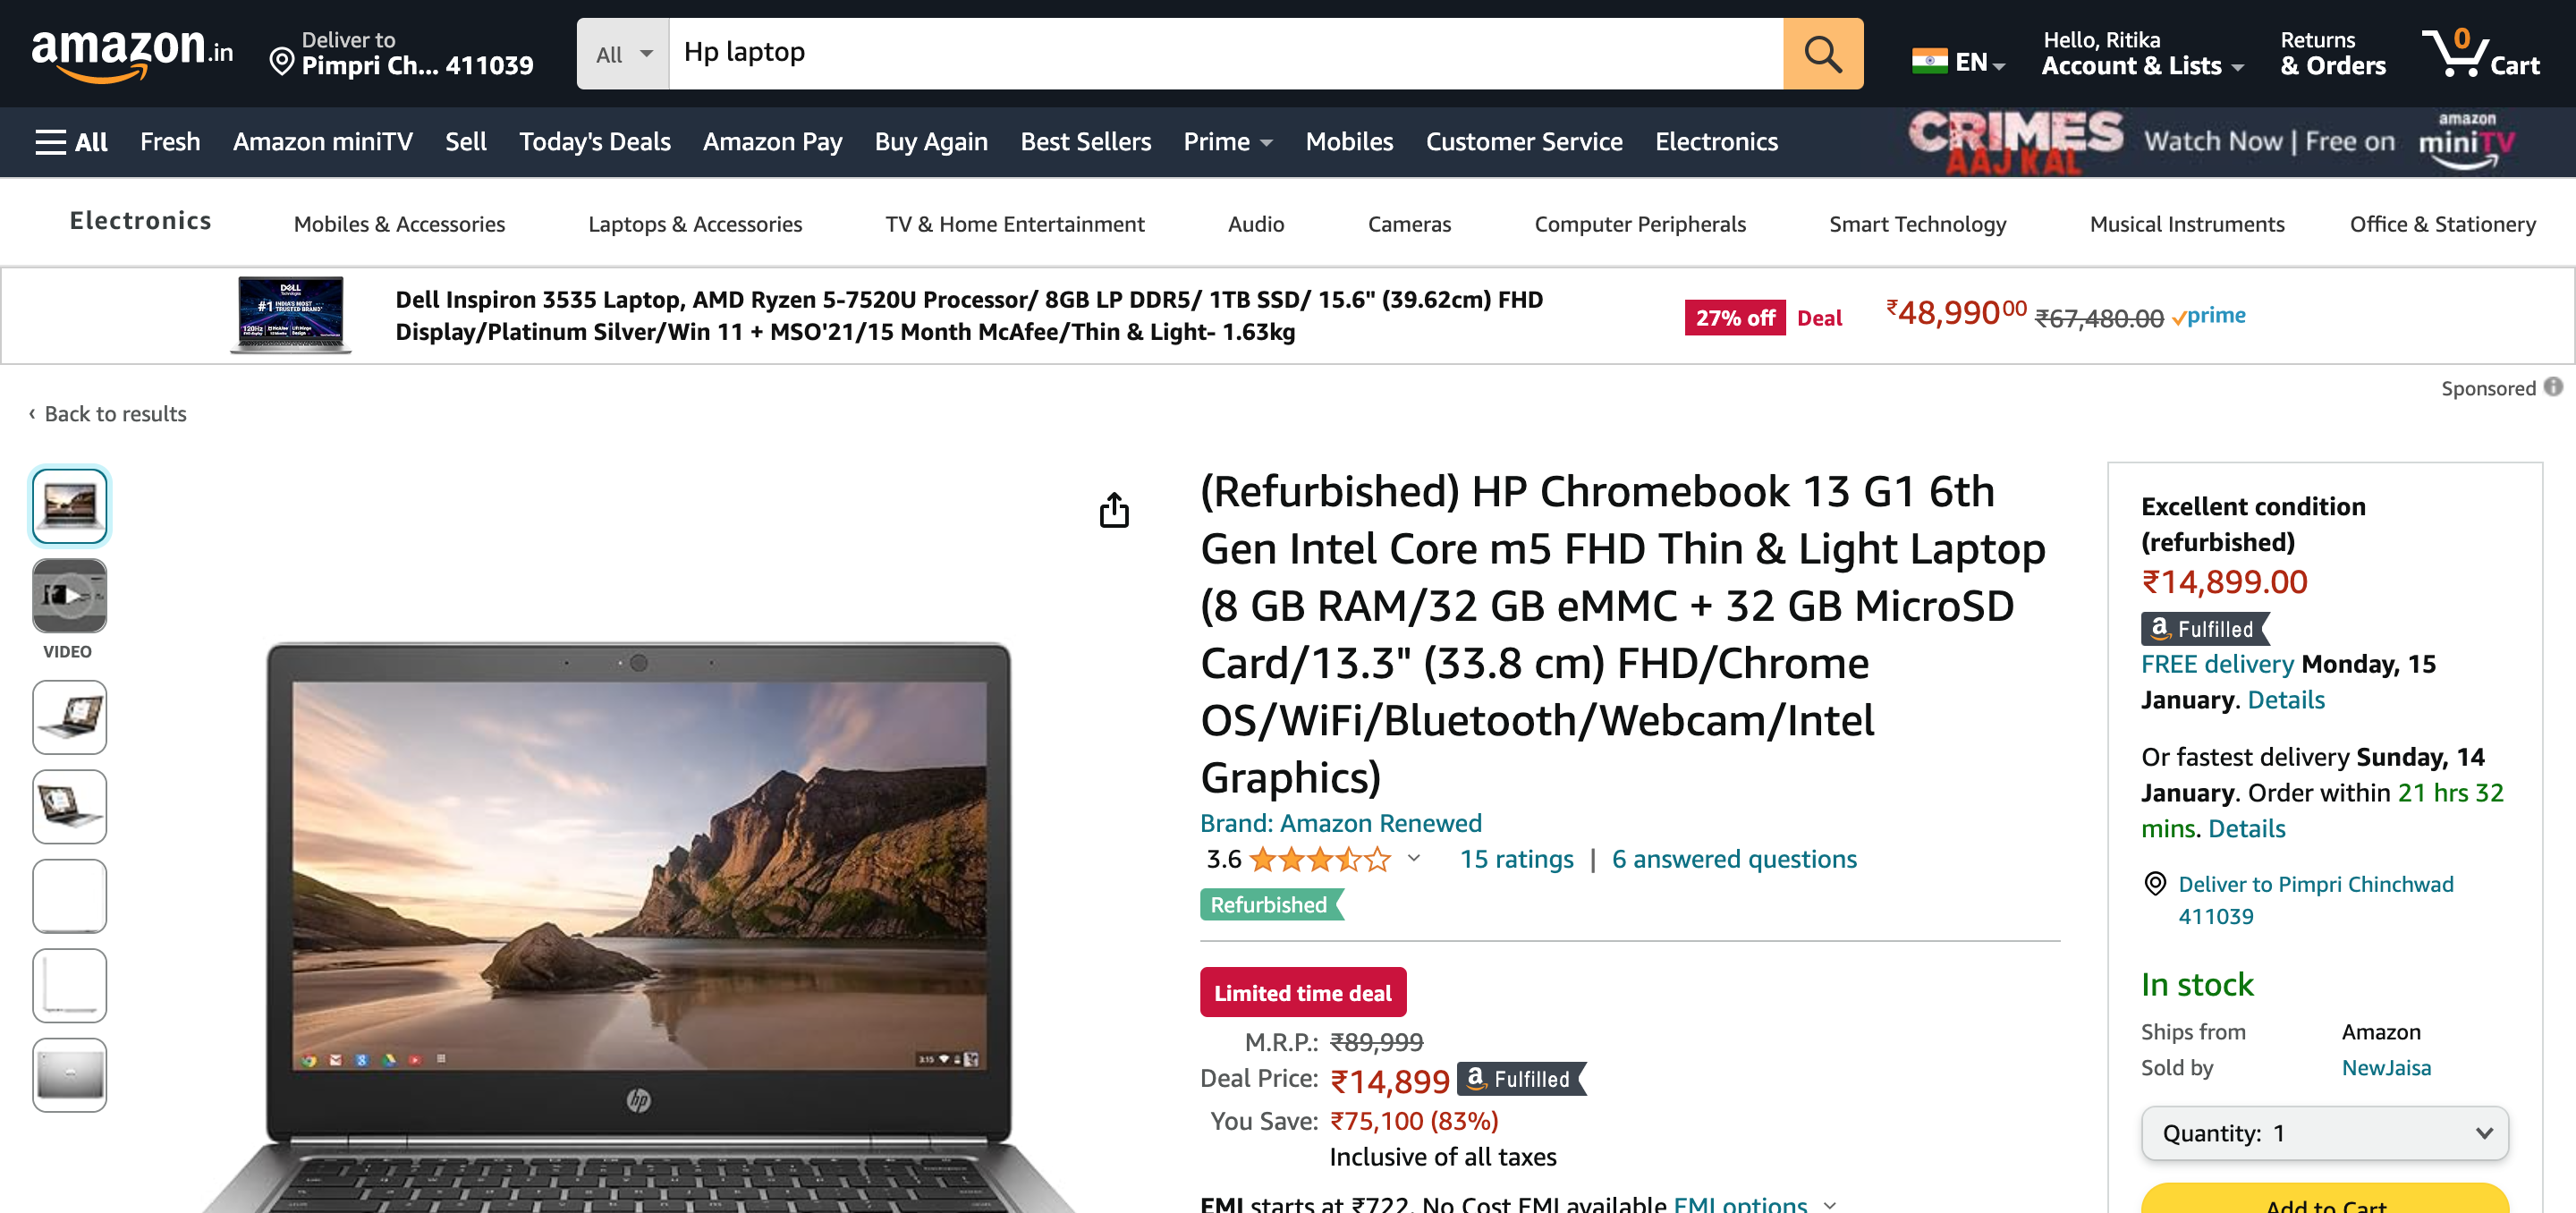 amazon.in
Deliver to
Pimpri Ch... 411039
All
Hp laptop
EN
Hello, Ritika
Account & Lists
Returns
& Orders
0
Cart
All
Fresh
Amazon miniTV
Sell
Today's Deals
Amazon Pay
Buy Again
Best Sellers
Prime
Mobiles
Customer Service
Electronics
CRIMES
AAJ KAL
Watch Now | Free on
amazon
miniTV
Electronics
Mobiles & Accessories
Laptops & Accessories
TV & Home Entertainment
Audio
Cameras
Computer Peripherals
Smart Technology
Musical Instruments
Office & Stationery
DELL
Technologies
#1 INDIA'S MOST
TRUSTED BRAND*
120Hz
Dell Inspiron 3535 Laptop, AMD Ryzen 5-7520U Processor/ 8GB LP DDR5/ 1TB SSD/ 15.6" (39.62cm) FHD
Display/Platinum Silver/Win 11 + MSO'21/15 Month McAfee/Thin & Light- 1.63kg
27% off
Deal
₹48,99000
₹67,480.00
prime
Sponsored
‹ Back to results
VIDEO
3:15
hp
(Refurbished) HP Chromebook 13 G1 6th
Gen Intel Core m5 FHD Thin & Light Laptop
(8 GB RAM/32 GB eMMC + 32 GB MicroSD
Card/13.3" (33.8 cm) FHD/Chrome
OS/WiFi/Bluetooth/Webcam/Intel
Graphics)
Brand: Amazon Renewed
3.6
15 ratings | 6 answered questions
Refurbished
Limited time deal
M.R.P.: ₹89,999
Deal Price: ₹14,899 a Fulfilled
You Save: ₹75,100 (83%)
Inclusive of all taxes
EMI starts at ₹722. No Cost EMI available EMI options
Excellent condition
(refurbished)
₹14,899.00
a Fulfilled
FREE delivery Monday, 15
January. Details
Or fastest delivery Sunday, 14
January. Order within 21 hrs 32
mins. Details
Deliver to Pimpri Chinchwad
411039
In stock
Ships from Amazon
Sold by NewJaisa
Quantity: 1
Add to Cart